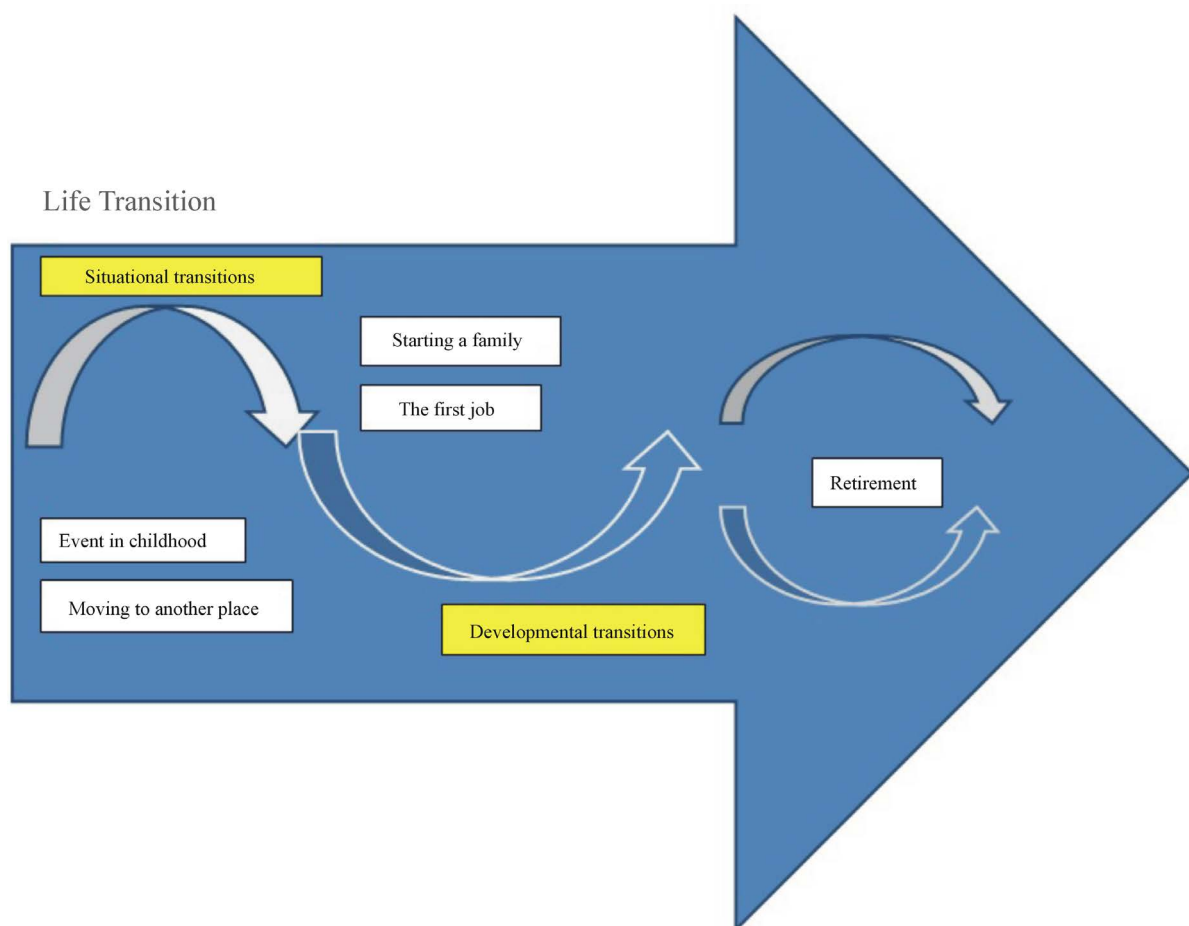 Life Transition
Situational transitions
Starting a family
The first job
Event in childhood
Moving to another place
Developmental transitions
Retirement